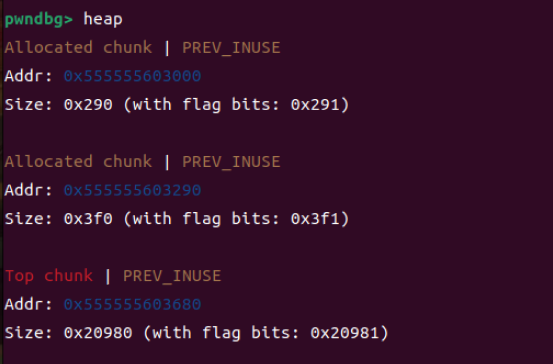 pwndbg> heap
Allocated chunk | PREV_INUSE
Addr: 0x555555603000
Size: 0x290 (with flag bits: 0x291)
Allocated chunk | PREV_INUSE
Addr: 0x555555603290
Size: 0x3f0 (with flag bits: 0x3f1)
Top chunk | PREV_INUSE
Addr: 0x555555603680
Size: 0x20980 (with flag bits: 0x20981)